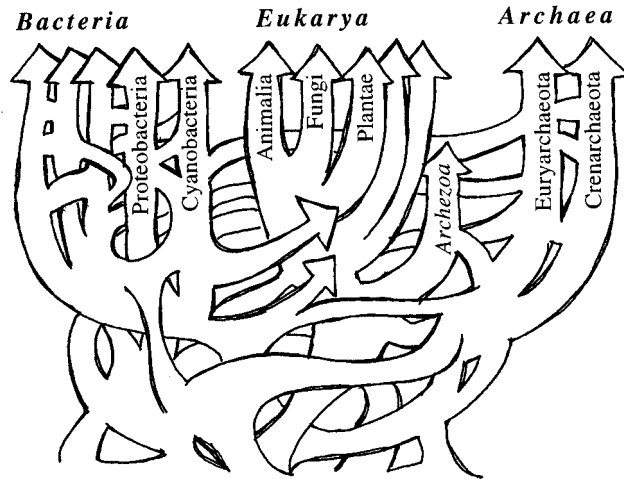 Bacteria Eukarya Archaea
Proteobacteria
Cyanobacteria
Animalia
Fungi
Plantae
Archezoa
Euryarchaeota
Crenarchaeota